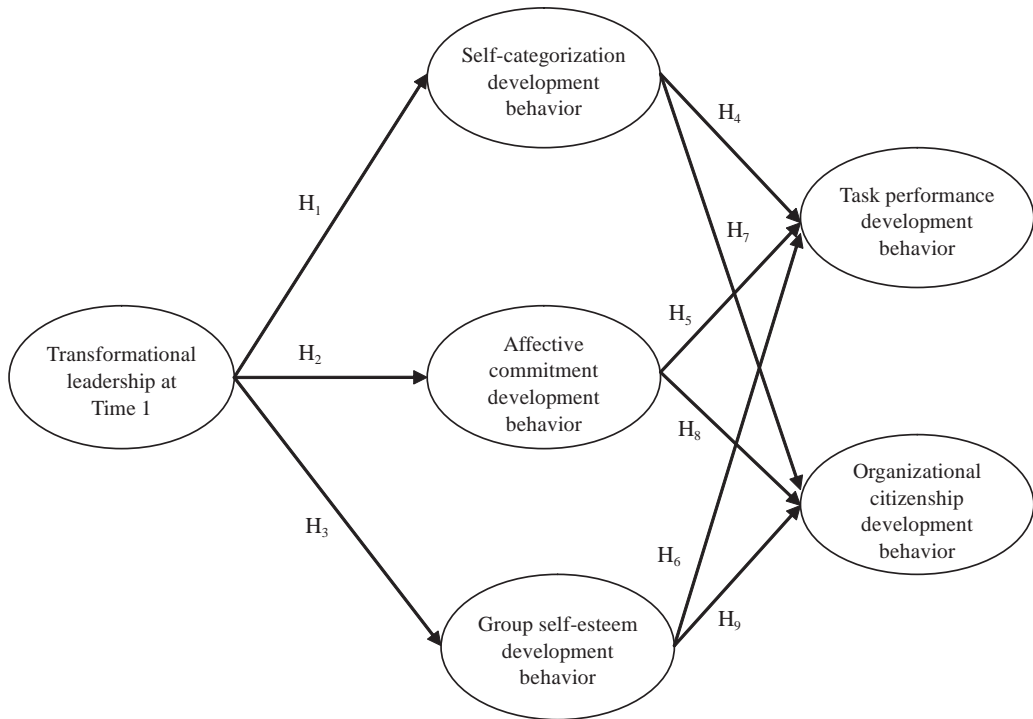 Self-categorization
development
behavior
H₄
Task performance
development
behavior
H₁
H₇
H₅
Transformational
leadership at
Time 1
H₂
Affective
commitment
development
behavior
H₈
Organizational
citizenship
development
behavior
H₃
H₆
H₉
Group self-esteem
development
behavior